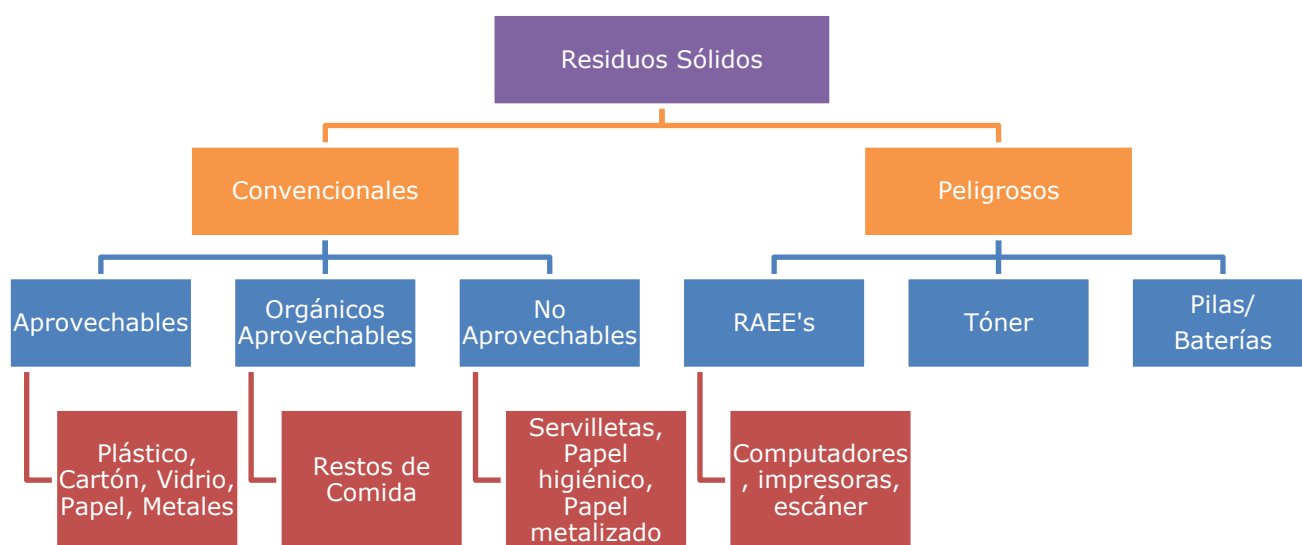 Residuos Sólidos
Convencionales
Peligrosos
Aprovechables
Orgánicos
Aprovechables
No
Aprovechables
RAEE's
Tóner
Pilas/
Baterías
Plástico,
Cartón, Vidrio,
Papel, Metales
Restos de
Comida
Servilletas,
Papel
higiénico,
Papel
metalizado
Computadores
, impresoras,
escáner